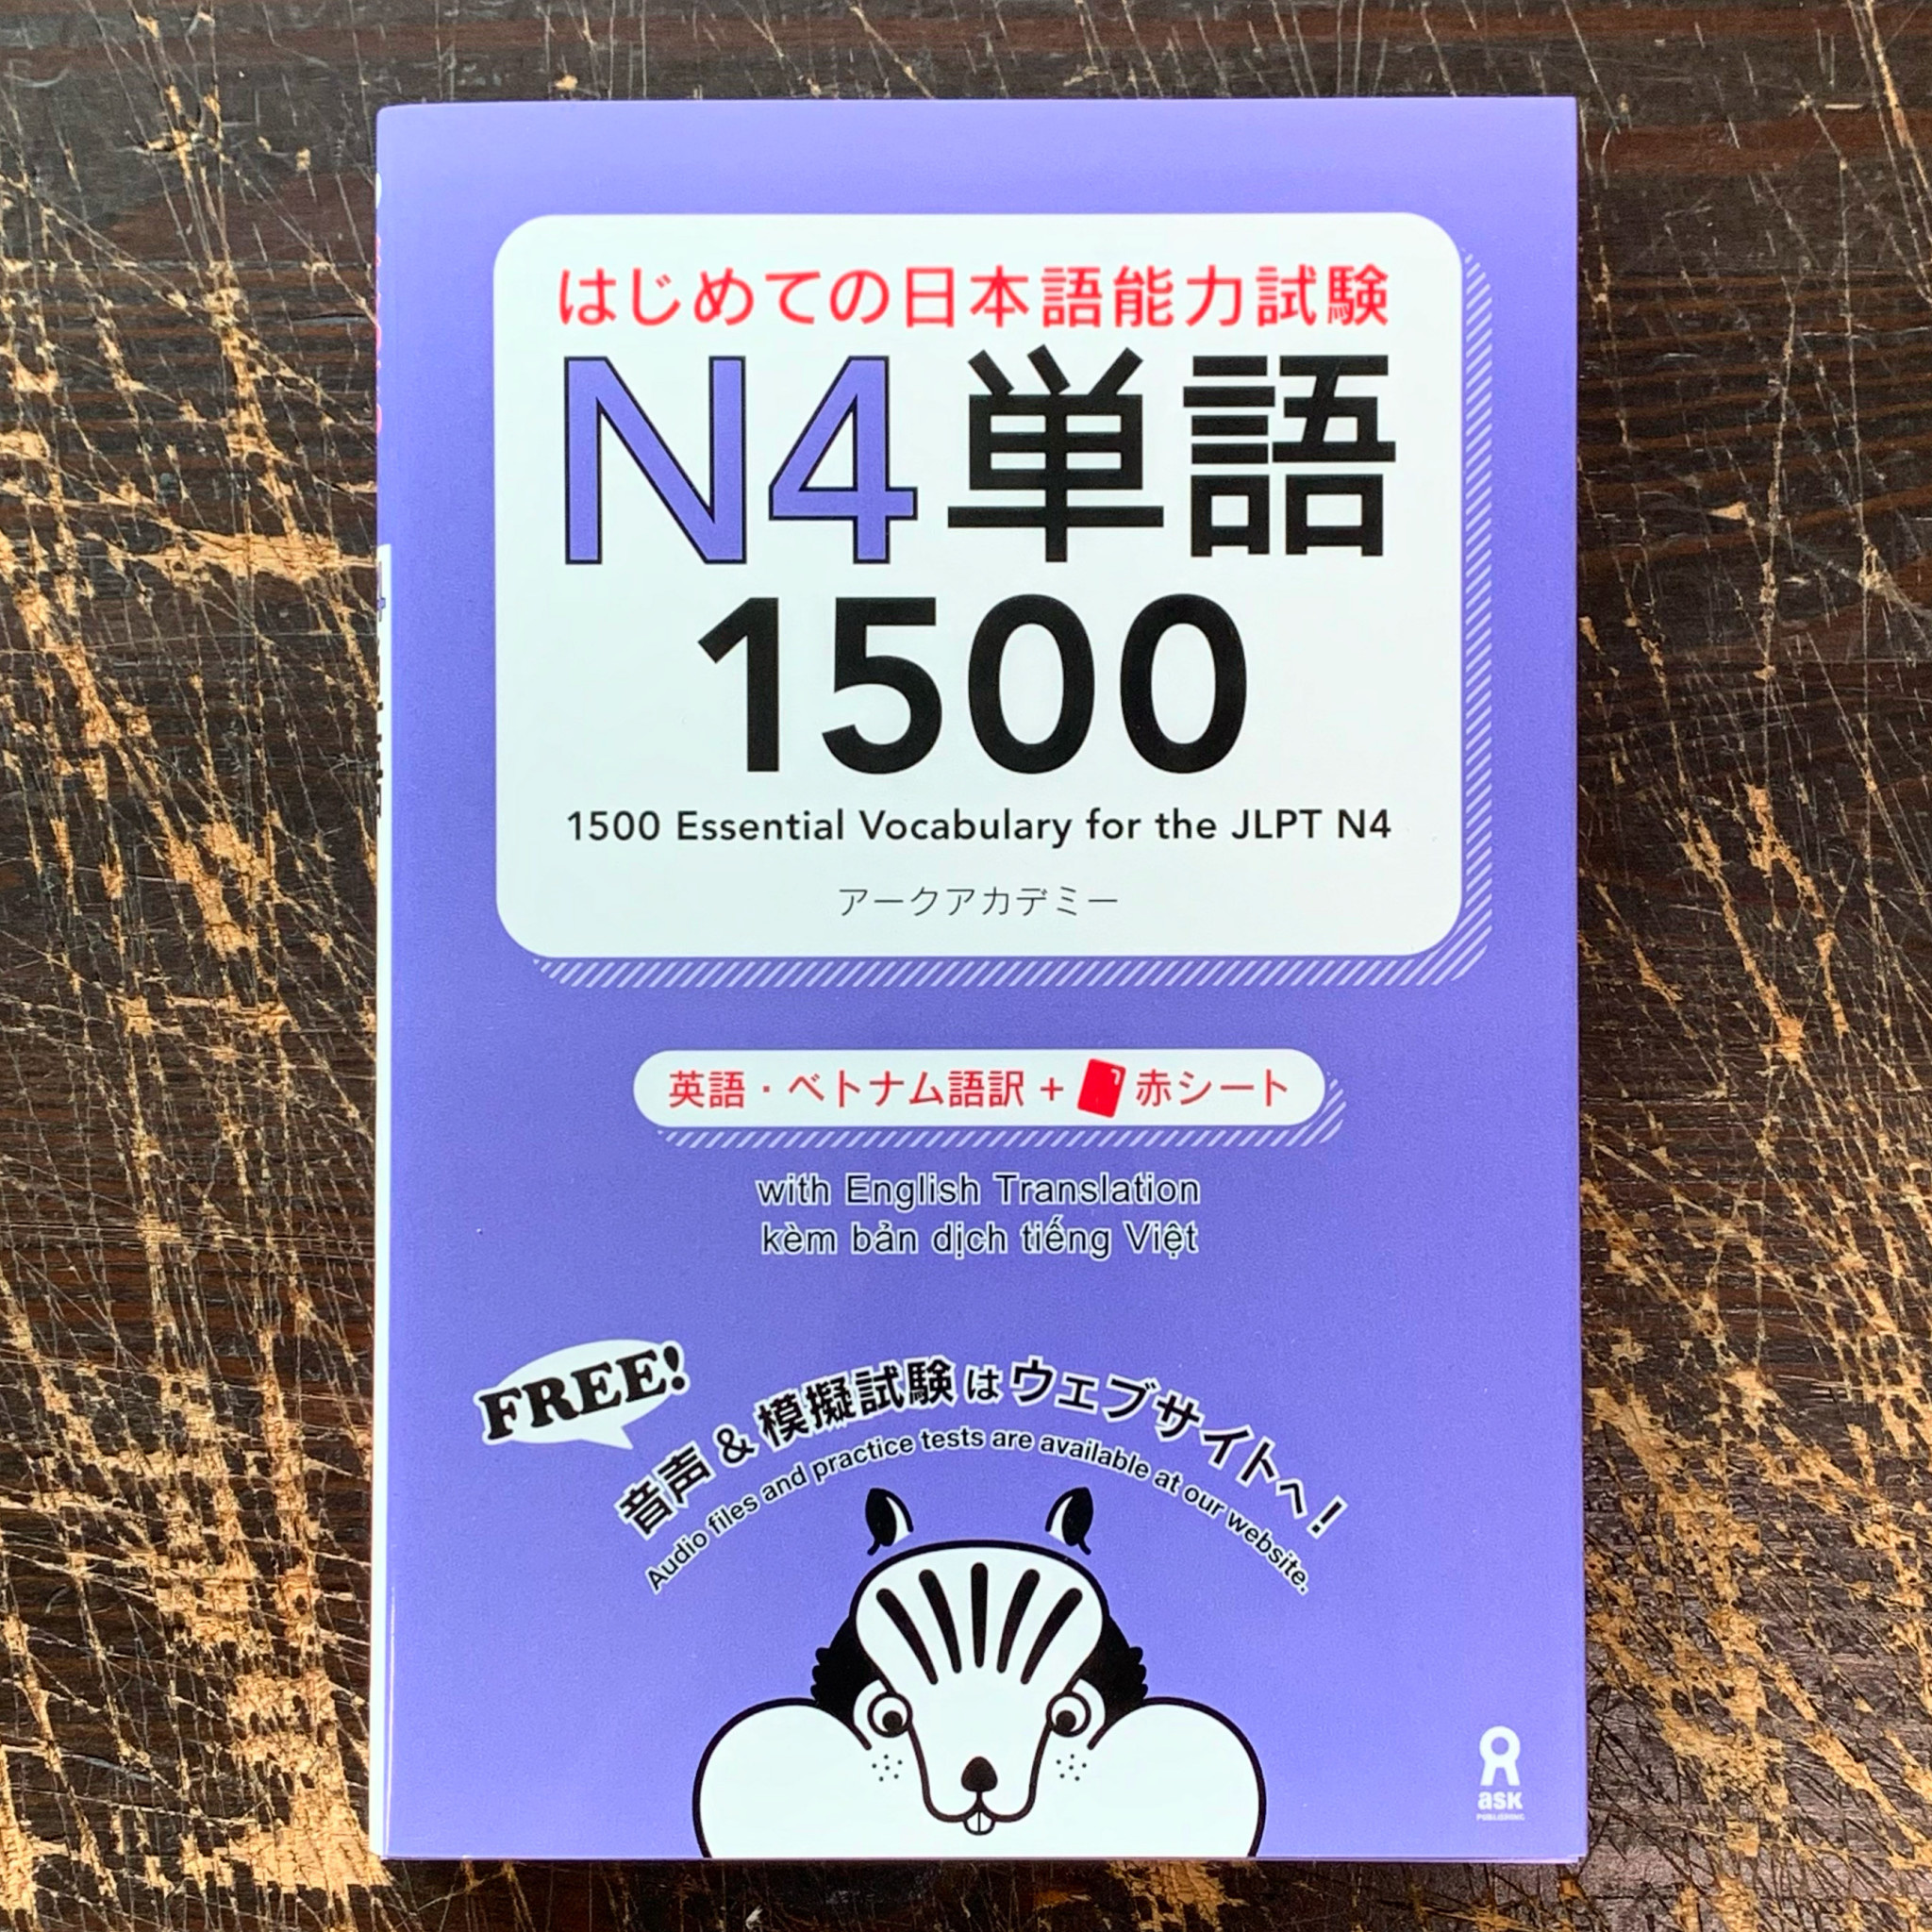 はじめての日本語能力試験
N4単語
1500
1500 Essential Vocabulary for the JLPT N4
アークアカデミー
英語・ベトナム語訳 + 赤シート
with English Translation
kèm bản dịch tiếng Việt
FREE!
音声 & 模擬試験はウェブサイトへ!
Audio files and practice tests are available at our website.
ask
PUBLISHING